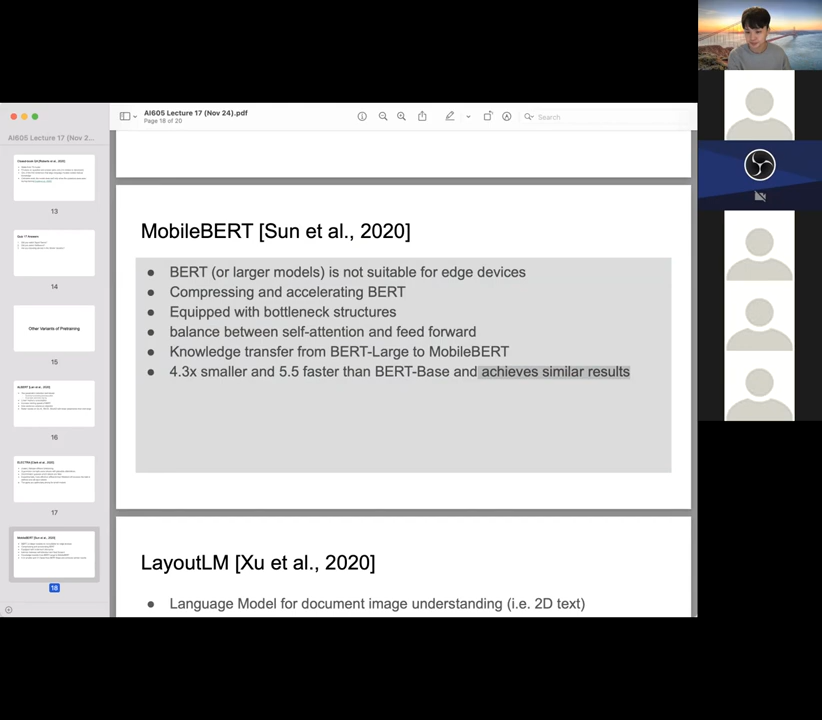 AI605 Lecture 17 (Nov 24).pdf
Page 18 of 20
Search
AI605 Lecture 17 (Nov 2...
13
14
Other Variants of Pretraining
15
16
17
18
MobileBERT [Sun et al., 2020]
● BERT (or larger models) is not suitable for edge devices
● Compressing and accelerating BERT
● Equipped with bottleneck structures
● balance between self-attention and feed forward
● Knowledge transfer from BERT-Large to MobileBERT
● 4.3x smaller and 5.5 faster than BERT-Base and achieves similar results
LayoutLM [Xu et al., 2020]
● Language Model for document image understanding (i.e. 2D text)